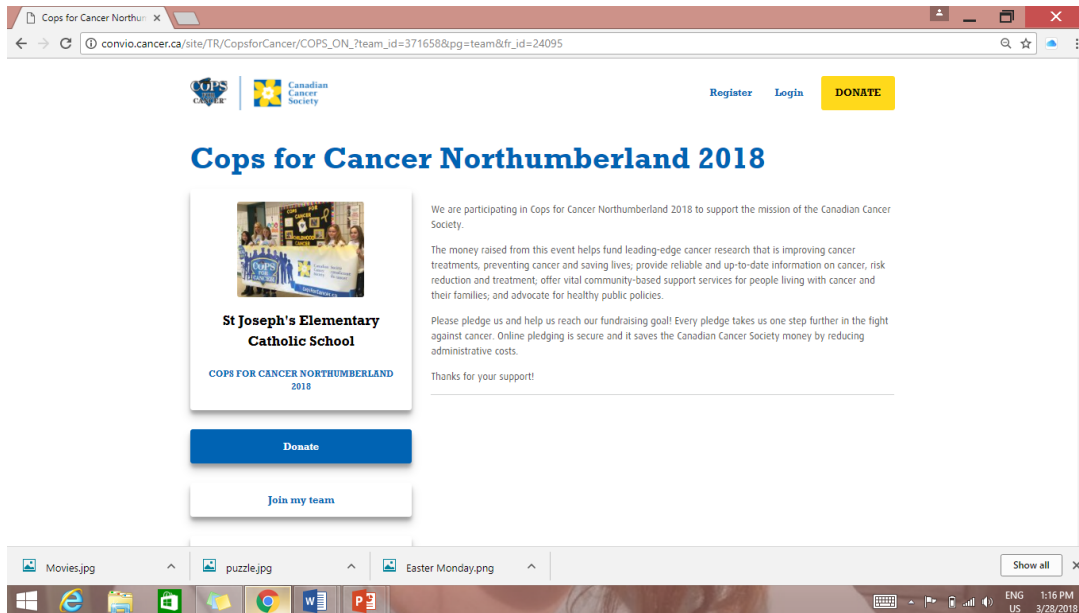 Cops for Cancer Northun
convio.cancer.ca/site/TR/CopsforCancer/COPS_ON_?team_id=371658&pg=team&fr_id=24095
COPS
FOR
CANCER
Canadian
Cancer
Society
Register Login DONATE
Cops for Cancer Northumberland 2018
COPS
FOR
CANCER
St Joseph's Elementary
Catholic School
COPS FOR CANCER NORTHUMBERLAND
2018
We are participating in Cops for Cancer Northumberland 2018 to support the mission of the Canadian Cancer
Society.
The money raised from this event helps fund leading-edge cancer research that is improving cancer
treatments, preventing cancer and saving lives; provide reliable and up-to-date information on cancer, risk
reduction and treatment; offer vital community-based support services for people living with cancer and
their families; and advocate for healthy public policies.
Please pledge us and help us reach our fundraising goal! Every pledge takes us one step further in the fight
against cancer. Online pledging is secure and it saves the Canadian Cancer Society money by reducing
administrative costs.
Thanks for your support!
Donate
Join my team
Movies.jpg puzzle.jpg Easter Monday.png Show all
ENG 1:16 PM
US 3/28/2018